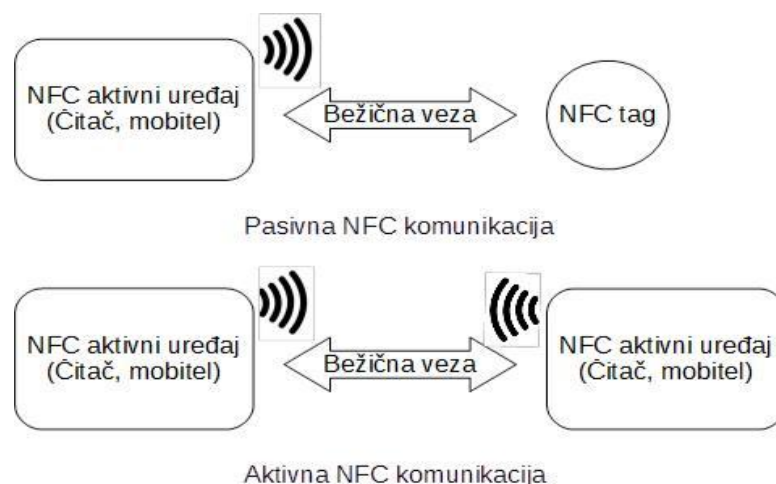 NFC aktivni uređaj
(Čitač, mobitel)
Bežična veza
NFC tag
Pasivna NFC komunikacija
NFC aktivni uređaj
(Čitač, mobitel)
Bežična veza
NFC aktivni uređaj
(Čitač, mobitel)
Aktivna NFC komunikacija